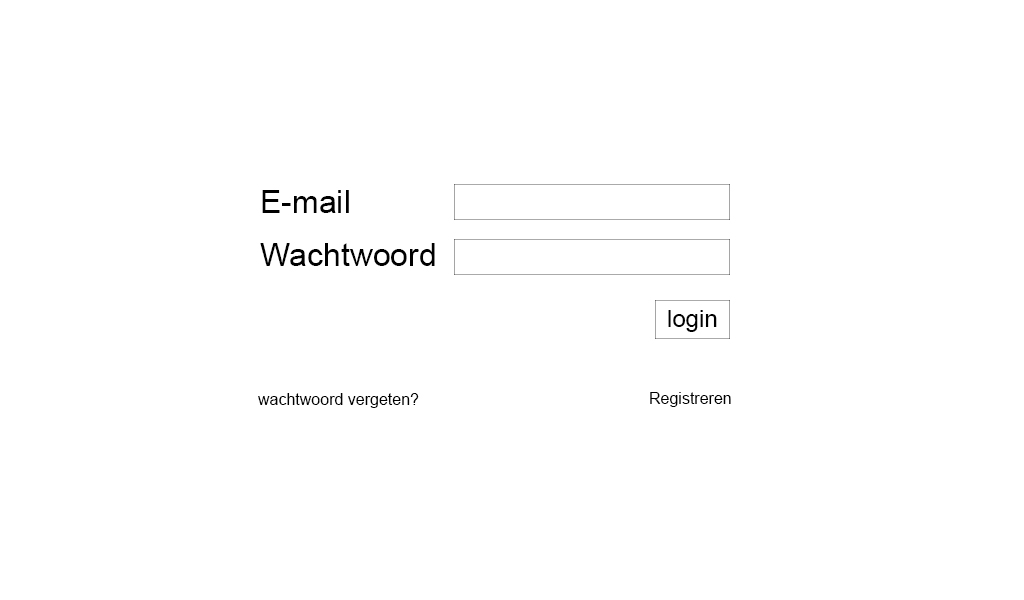 E-mail
Wachtwoord
login
wachtwoord vergeten?
Registreren